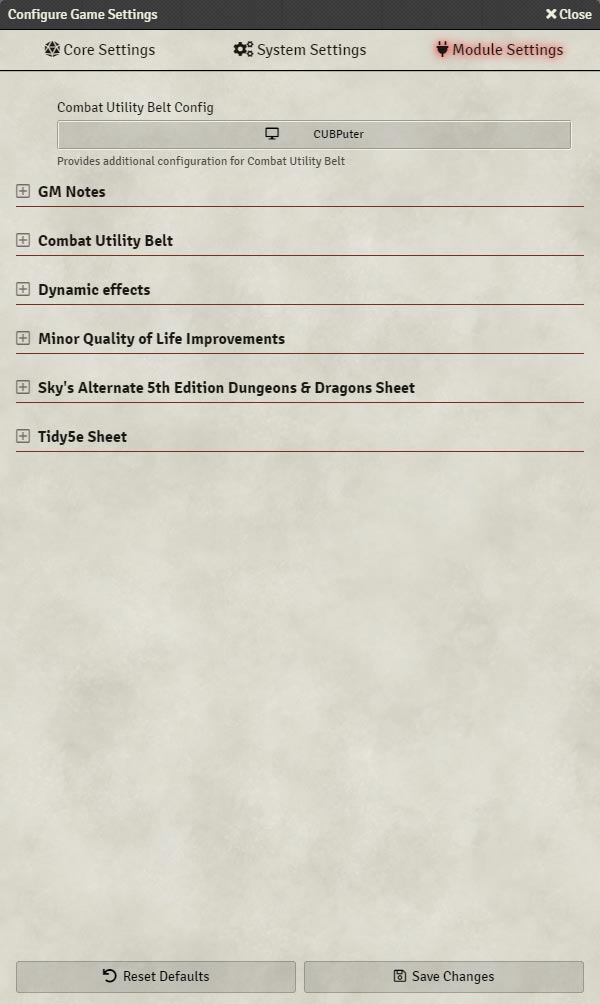 Configure Game Settings
Close
Core Settings
System Settings
Module Settings
Combat Utility Belt Config
CUBPuter
Provides additional configuration for Combat Utility Belt
GM Notes
Combat Utility Belt
Dynamic effects
Minor Quality of Life Improvements
Sky's Alternate 5th Edition Dungeons & Dragons Sheet
Tidy5e Sheet
Reset Defaults
Save Changes